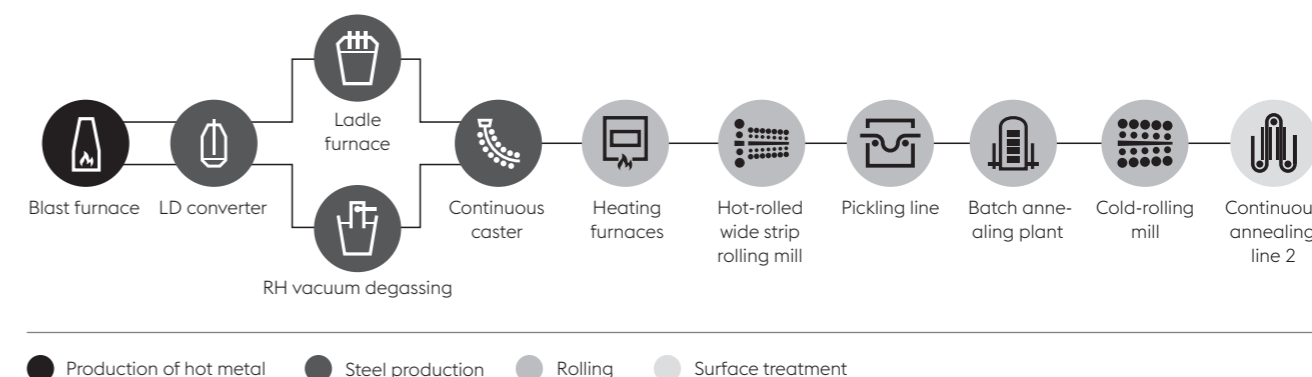 Ladle
furnace
Blast furnace
LD converter
Continuous
caster
Heating
furnaces
Hot-rolled
wide strip
rolling mill
Pickling line
Batch anne-
aling plant
Cold-rolling
mill
annealing
line 2
RH vacuum degassing
Production of hot metal
Steel production
Rolling
Surface treatment